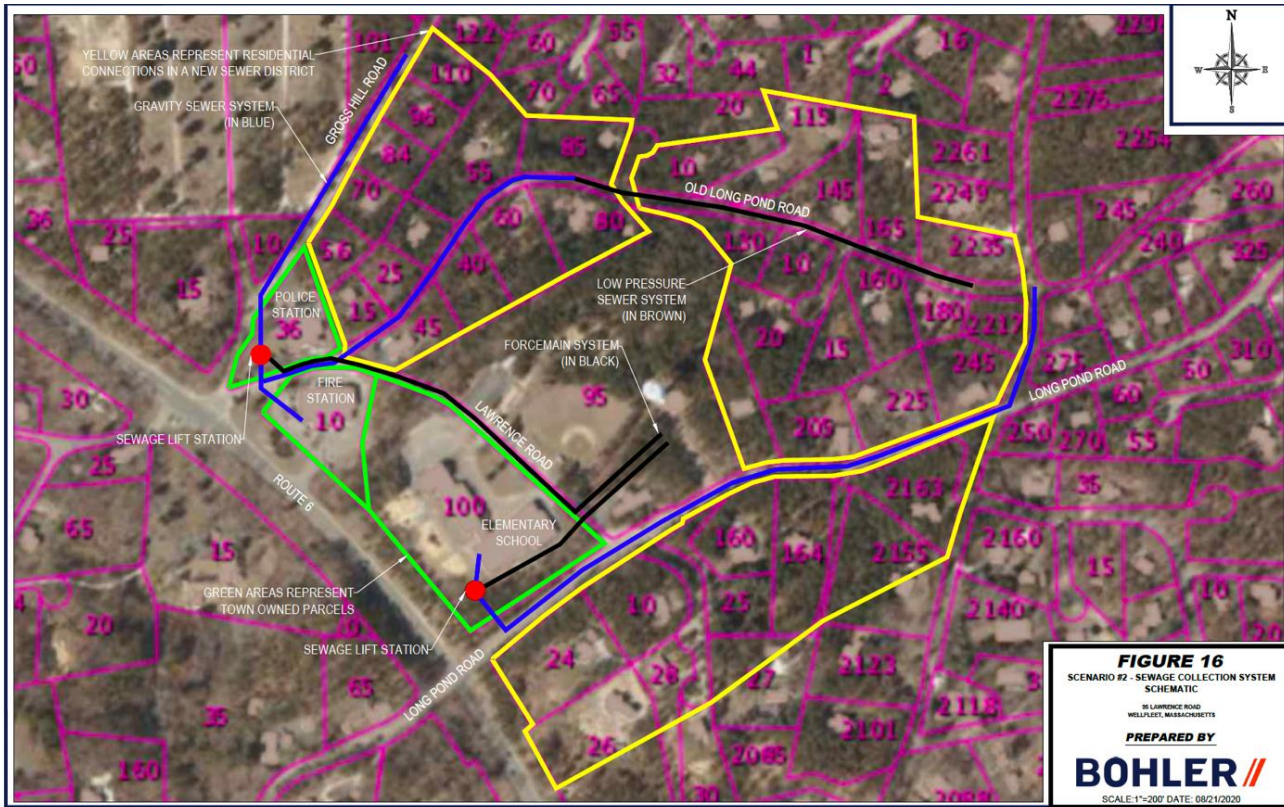 YELLOW AREAS REPRESENT RESIDENTIAL
CONNECTIONS IN A NEW SEWER DISTRICT
GRAVITY SEWER SYSTEM
(IN BLUE)
GROSS HILL ROAD
N
W
E
S
101
122
60
95
110
70
65
32
44
1
16
2
20
2276
2254
96
84
70
55
85
10
115
2261
2249
145
60
80
OLD LONG POND ROAD
165
245
260
36
25
10
56
15
40
130
10
2235
240
325
25
POLICE
STATION
36
15
45
LOW PRESSURE
SEWER SYSTEM
(IN BROWN)
160
180
2217
20
15
245
275
310
FORCEMAIN SYSTEM
(IN BLACK)
LONG POND ROAD
FIRE
STATION
10
95
60
30
SEWAGE LIFT STATION
LAWRENCE ROAD
205
225
250
270
55
25
ROUTE 6
65
15
100
ELEMENTARY
SCHOOL
2163
35
160
164
2155
2160
15
GREEN AREAS REPRESENT
TOWN OWNED PARCELS
20
10
25
2140
10
SEWAGE LIFT STATION
LONG POND ROAD
65
24
28
27
2123
35
26
2118
2101
160
2085
30
FIGURE 16
SCENARIO #2 - SEWAGE COLLECTION SYSTEM
SCHEMATIC
95 LAWRENCE ROAD
WELLFLEET, MASSACHUSETTS
PREPARED BY
BOHLER //
SCALE:1"=200' DATE: 08/21/2020